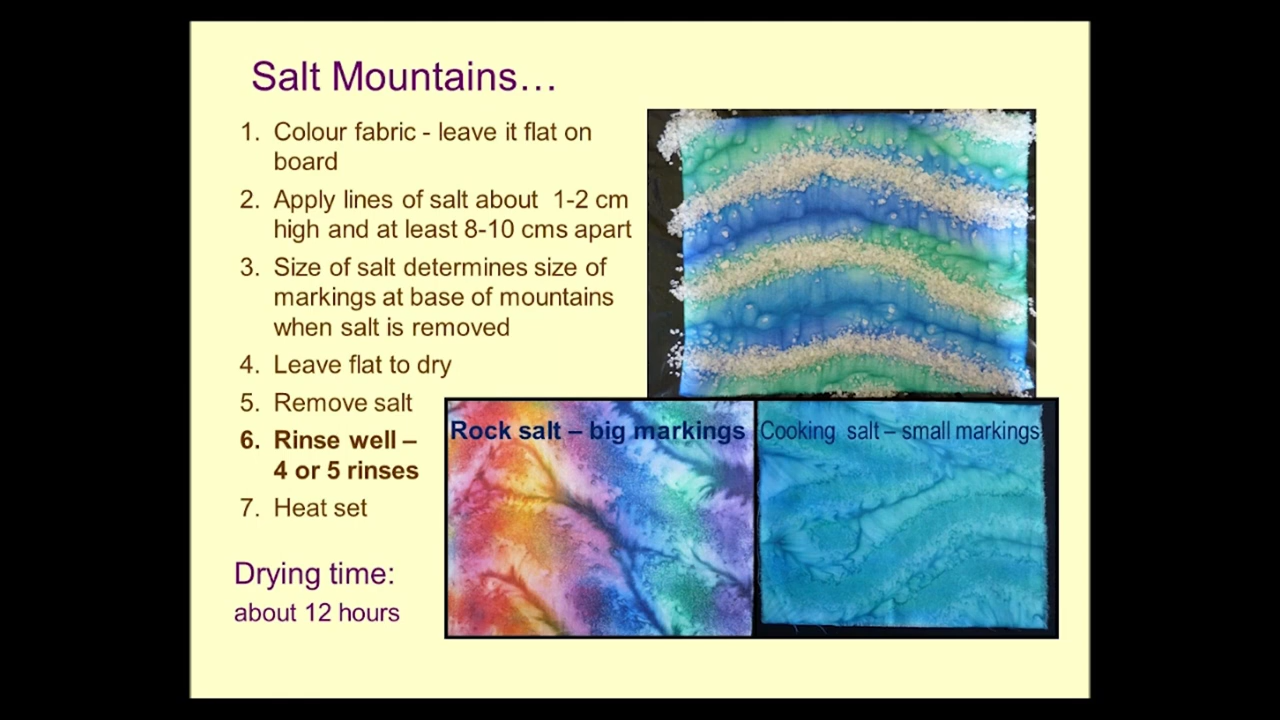 Salt Mountains…
1. Colour fabric - leave it flat on
board
2. Apply lines of salt about  1-2 cm
high and at least 8-10 cms apart
3. Size of salt determines size of
markings at base of mountains
when salt is removed
4. Leave flat to dry
5. Remove salt
6. Rinse well –
4 or 5 rinses
7. Heat set
Rock salt – big markings
Cooking  salt – small markings
Drying time:
about 12 hours